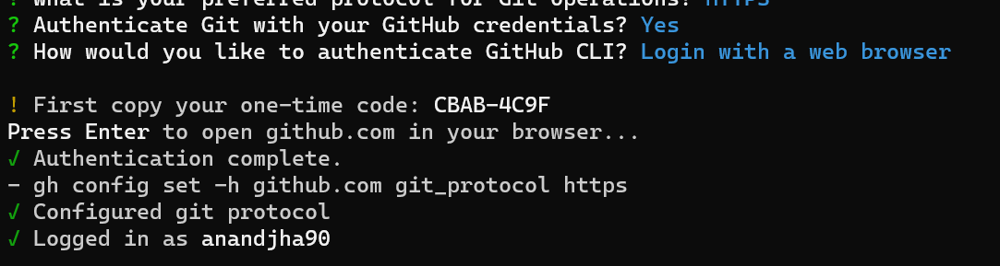 ? What is your preferred protocol for Git operations? HTTPS
? Authenticate Git with your GitHub credentials? Yes
? How would you like to authenticate GitHub CLI? Login with a web browser
! First copy your one-time code: CBAB-4C9F
Press Enter to open github.com in your browser...
✓ Authentication complete.
- gh config set -h github.com git_protocol https
✓ Configured git protocol
✓ Logged in as anandjha90